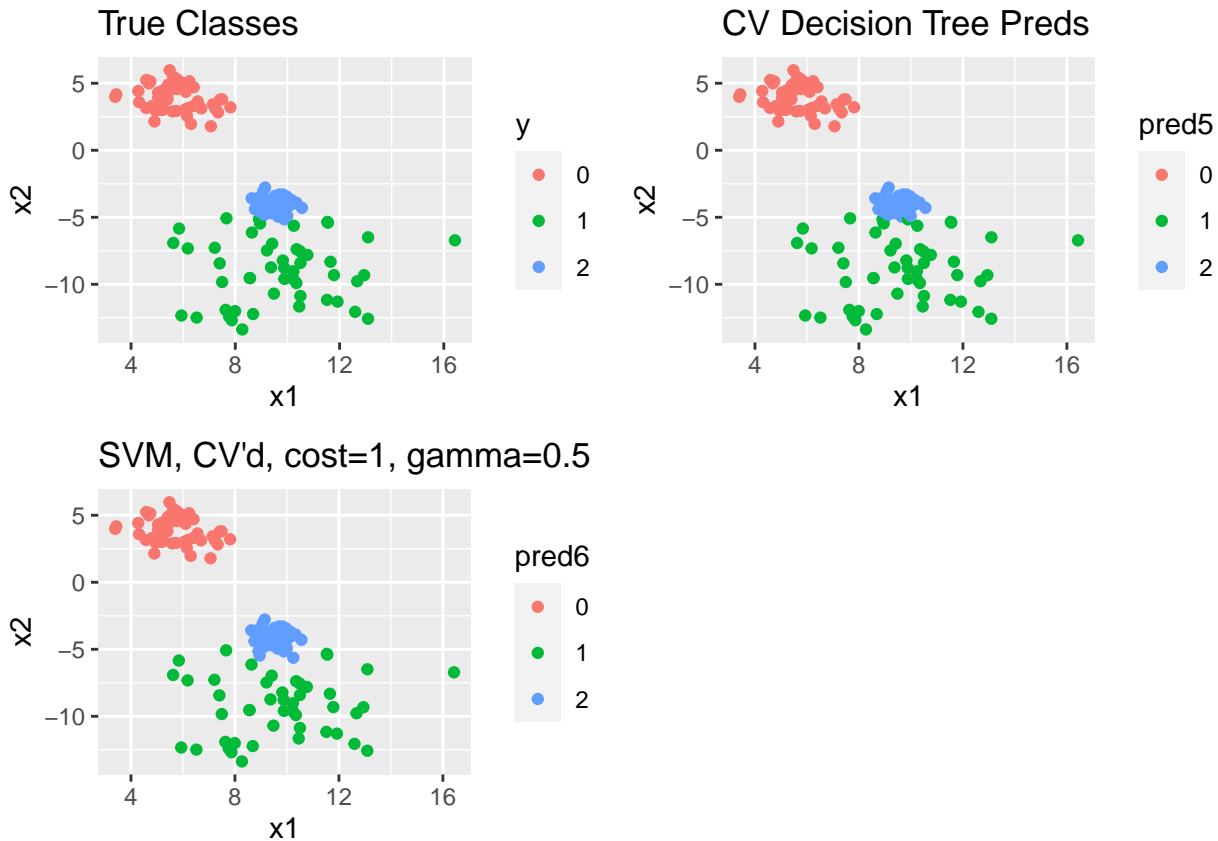 True Classes
5
0
−5
−10
4
8
12
16
x1
x2
y
0
1
2
CV Decision Tree Preds
5
0
−5
−10
4
8
12
16
x1
x2
pred5
0
1
2
SVM, CV'd, cost=1, gamma=0.5
5
0
−5
−10
4
8
12
16
x1
x2
pred6
0
1
2